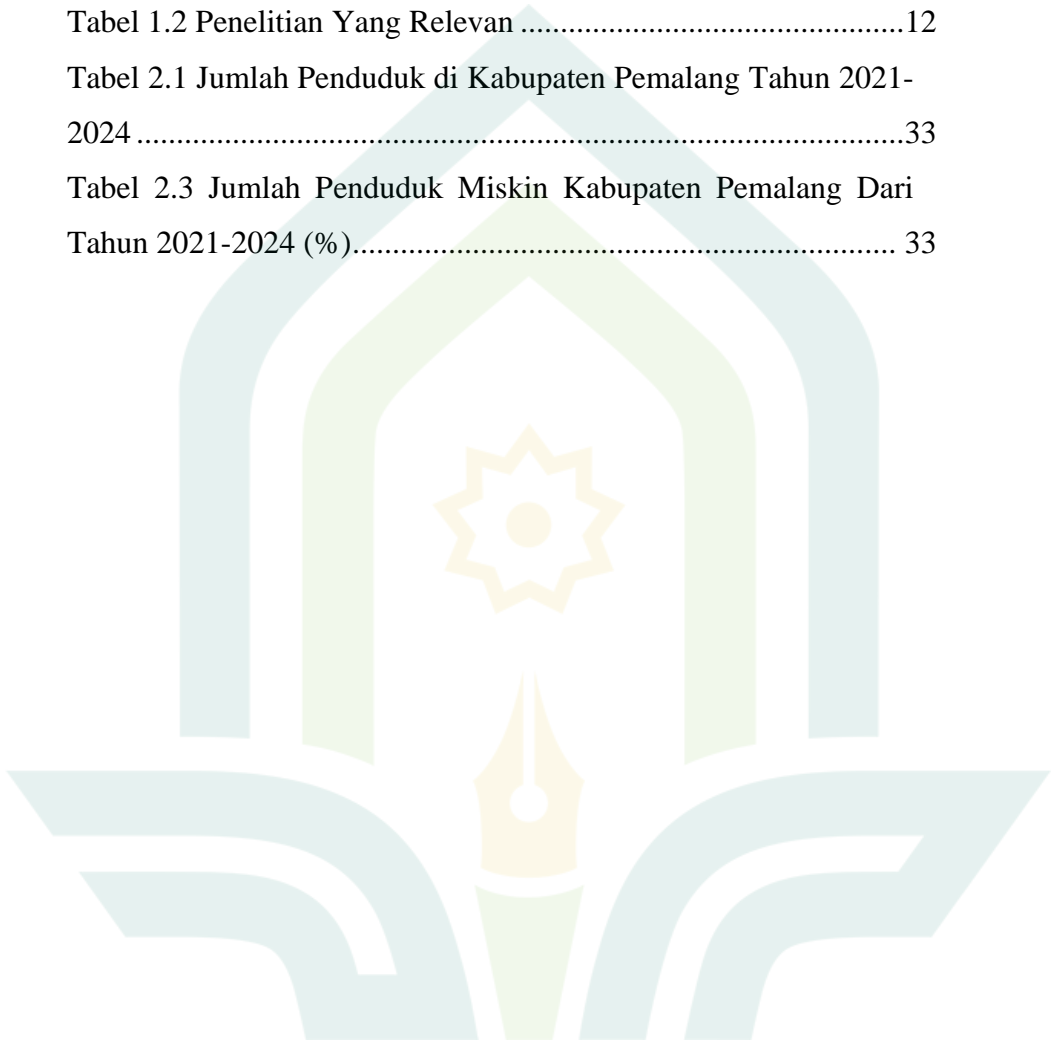 Tabel 1.2 Penelitian Yang Relevan ................................................12
Tabel 2.1 Jumlah Penduduk di Kabupaten Pemalang Tahun 2021-
2024 ................................................................................................33
Tabel 2.3 Jumlah Penduduk Miskin Kabupaten Pemalang Dari
Tahun 2021-2024 (%).................................................................... 33